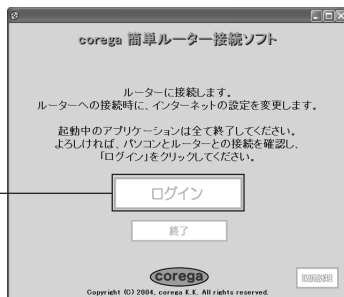 corega 簡単ルーター接続ソフト
ルーターに接続します。
ルーターへの接続時に、インターネットの設定を変更します。
起動中のアプリケーションは全て終了してください。
よろしければ、パソコンとルーターとの接続を確認し、
「ログイン」をクリックしてください。
ログイン
終了
corega
取扱説明
Copyright (C) 2004, corega K.K. All rights reserved.